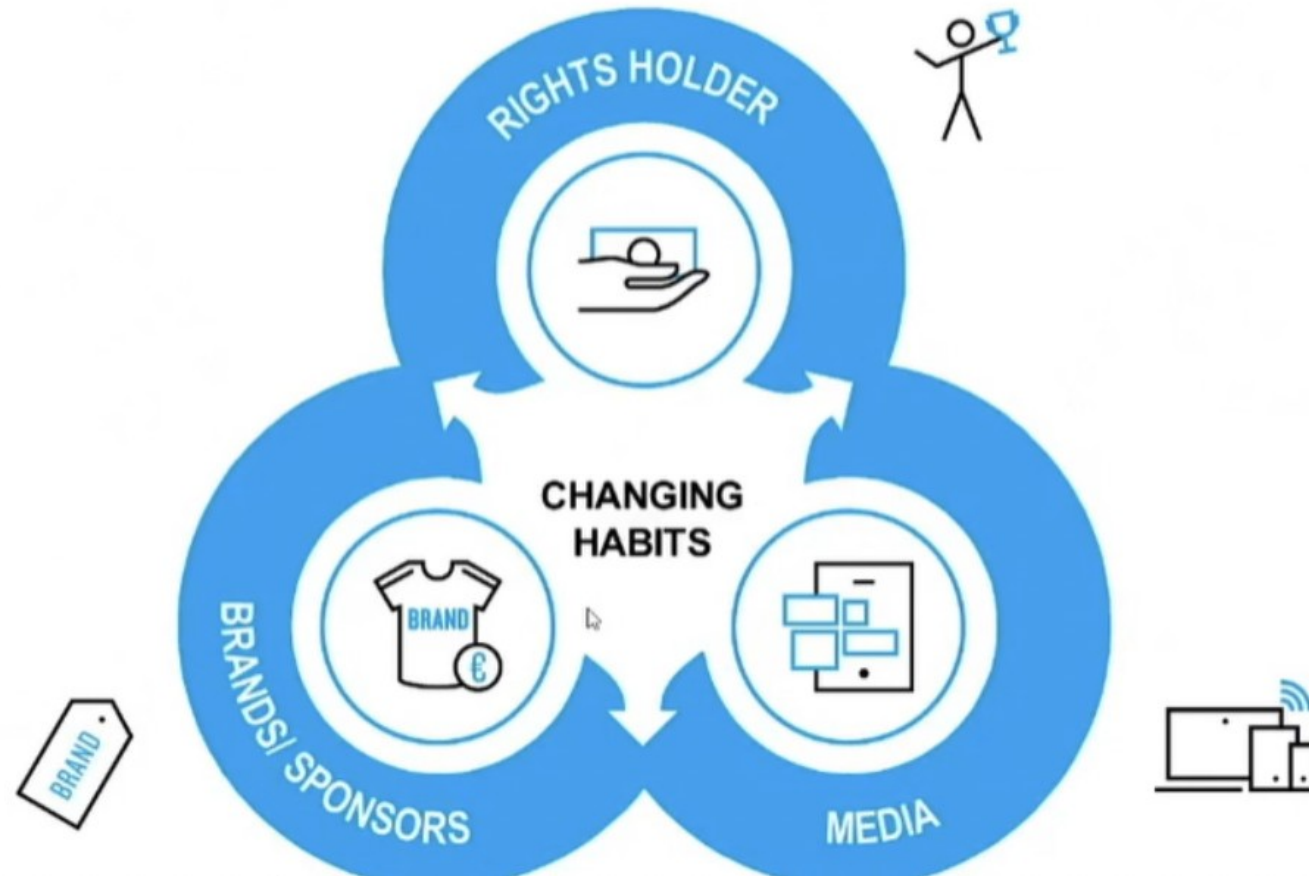 RIGHTS HOLDER
CHANGING
HABITS
BRAND
€
BRANDS/ SPONSORS
BRAND
MEDIA